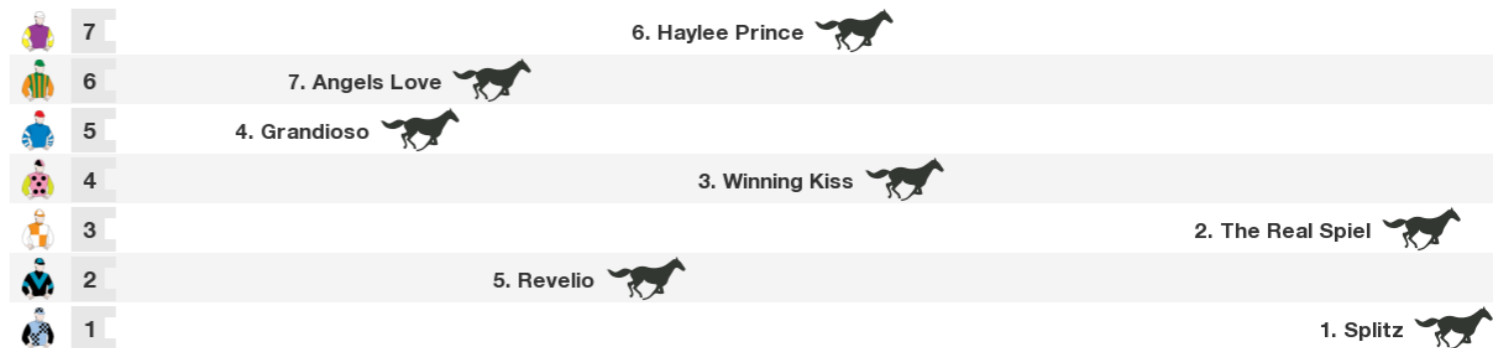 7 6. Haylee Prince
6 7. Angels Love
5 4. Grandioso
4 3. Winning Kiss
3 2. The Real Spiel
2 5. Revelio
1 1. Splitz